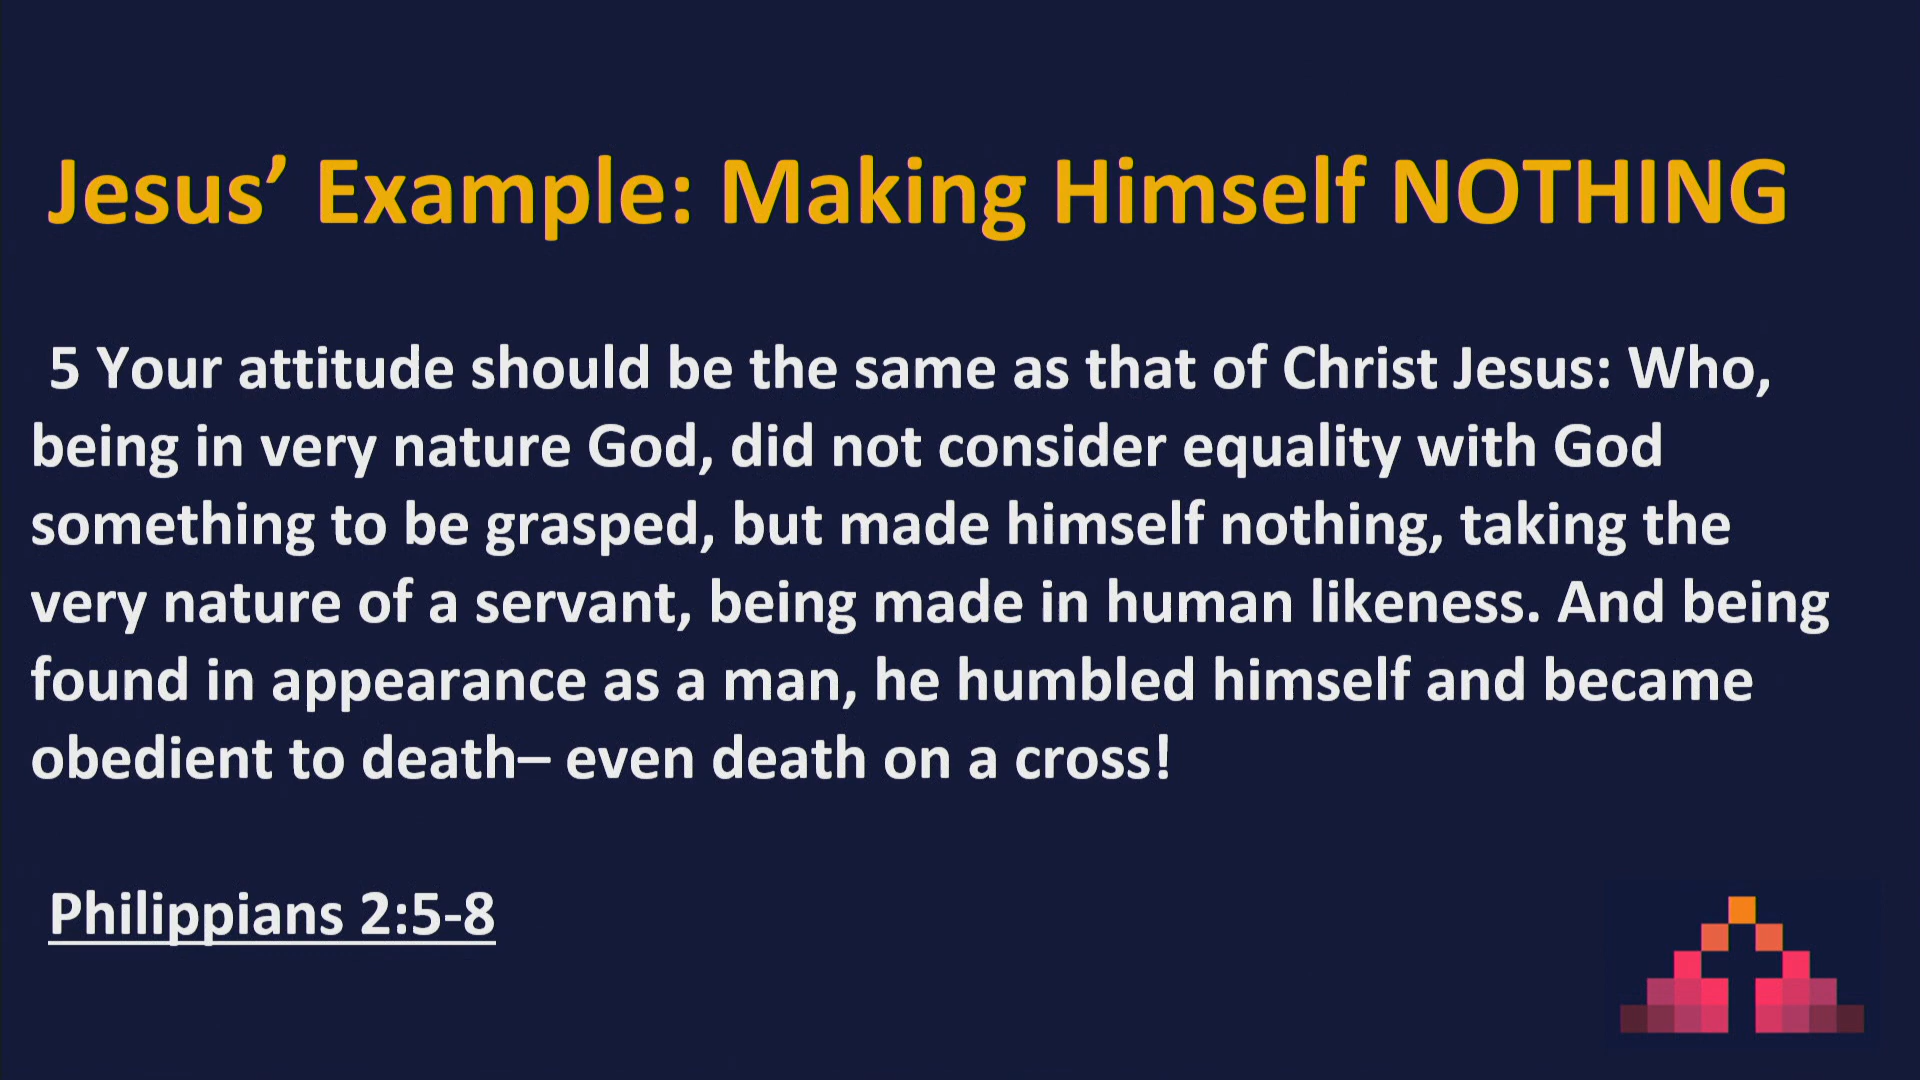 Jesus’ Example: Making Himself NOTHING
5 Your attitude should be the same as that of Christ Jesus: Who,
being in very nature God, did not consider equality with God
something to be grasped, but made himself nothing, taking the
very nature of a servant, being made in human likeness. And being
found in appearance as a man, he humbled himself and became
obedient to death– even death on a cross!
Philippians 2:5-8